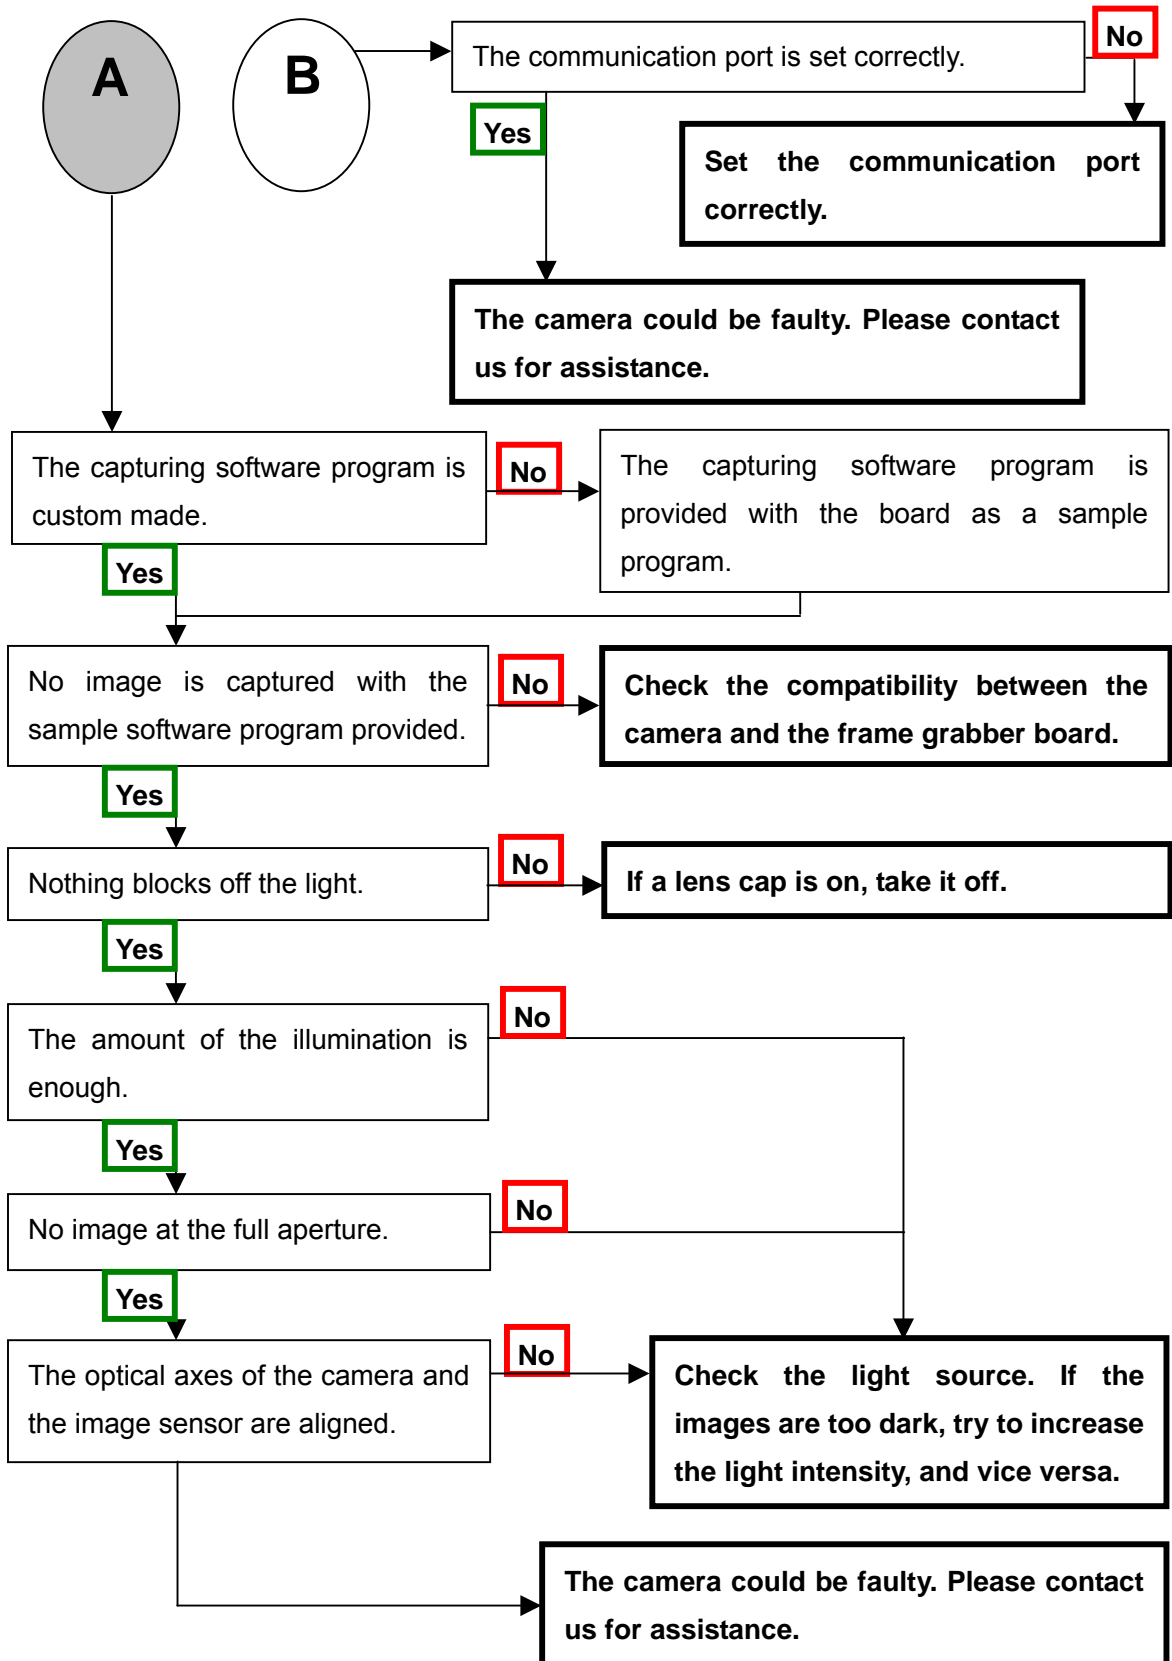 A
B
The communication port is set correctly.
No
Yes
Set the communication port
correctly.
The camera could be faulty. Please contact
us for assistance.
The capturing software program is
custom made.
No
The capturing software program is
provided with the board as a sample
program.
Yes
No image is captured with the
sample software program provided.
No
Check the compatibility between the
camera and the frame grabber board.
Yes
Nothing blocks off the light.
No
If a lens cap is on, take it off.
Yes
The amount of the illumination is
enough.
No
Yes
No image at the full aperture.
No
Yes
The optical axes of the camera and
the image sensor are aligned.
No
Check the light source. If the
images are too dark, try to increase
the light intensity, and vice versa.
The camera could be faulty. Please contact
us for assistance.